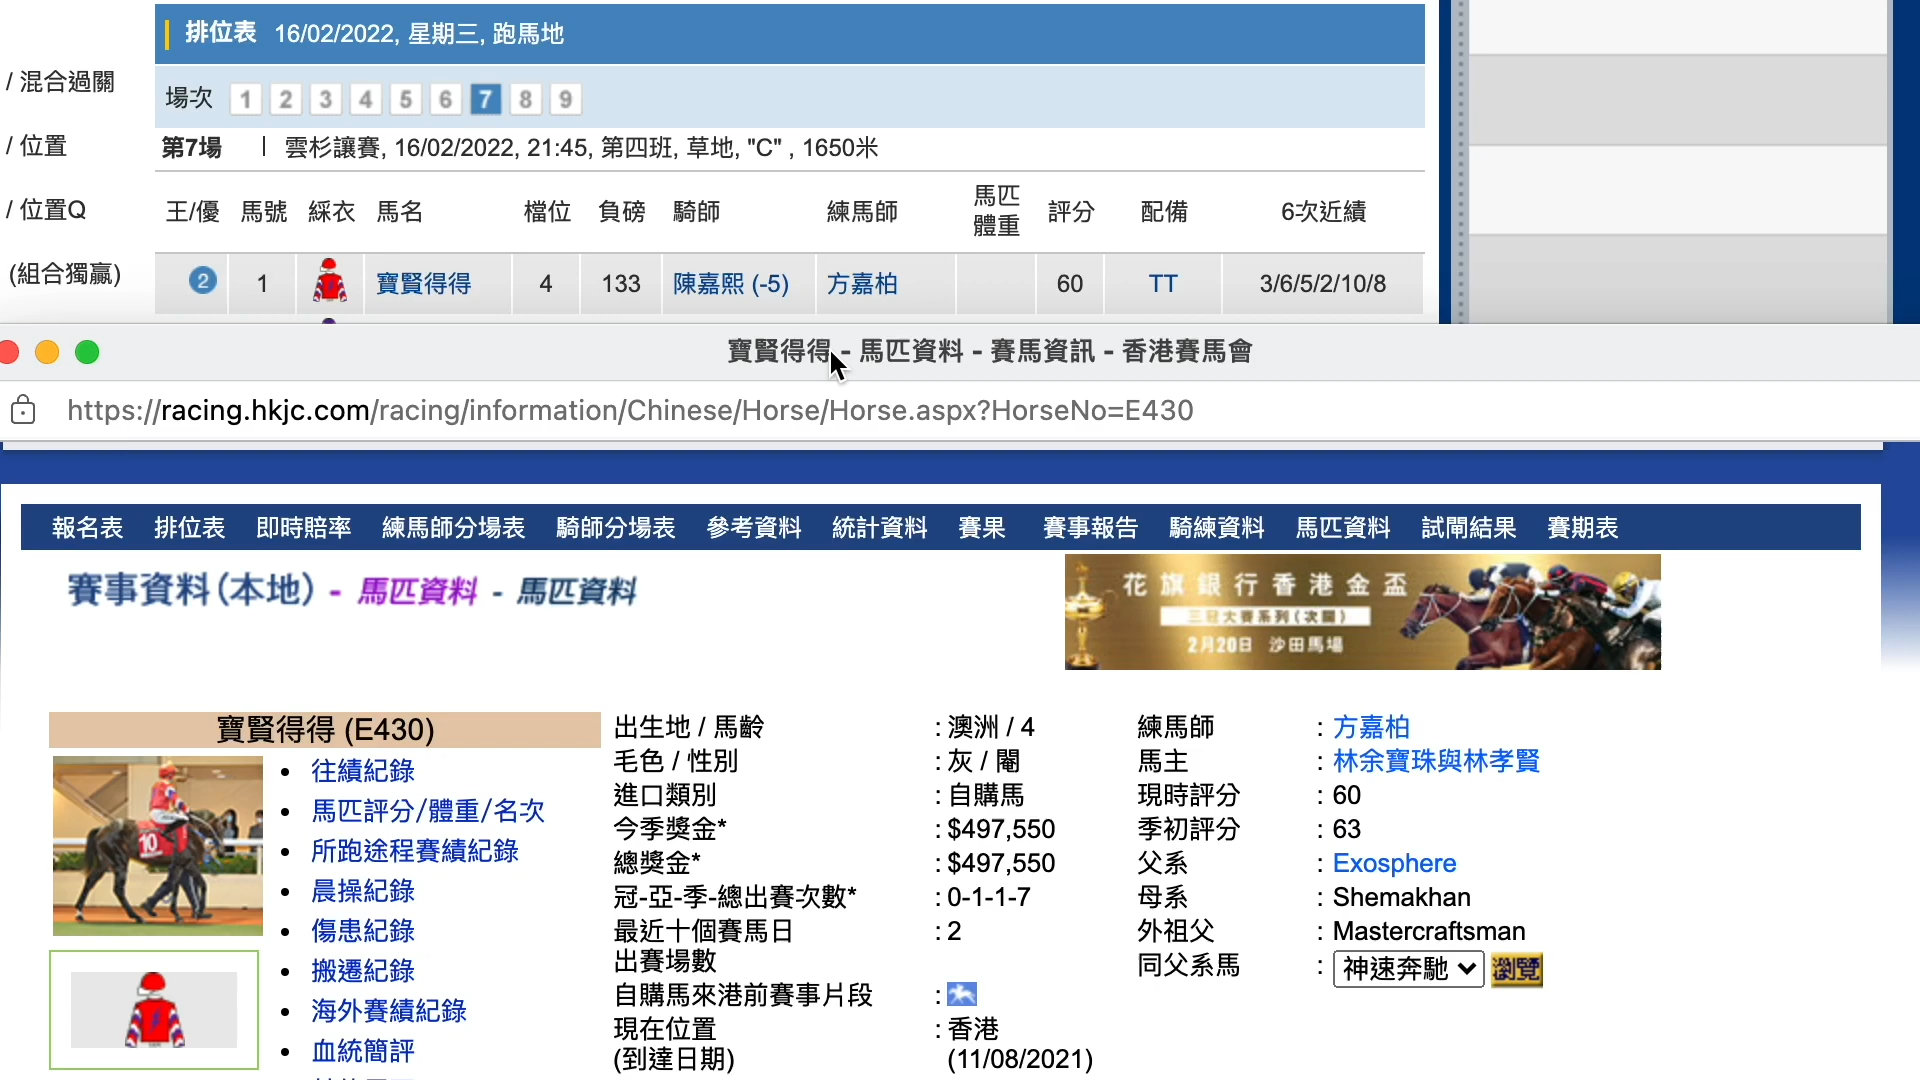 排位表 16/02/2022, 星期三, 跑馬地
/ 混合過關
場次 1 2 3 4 5 6 7 8 9
/ 位置
第7場 | 雲杉讓賽, 16/02/2022, 21:45, 第四班, 草地, "C" , 1650米
/ 位置Q
王/優 馬號 綵衣 馬名 檔位 負磅 騎師 練馬師 馬匹體重 評分 配備 6次近績
(組合獨贏)
2 1 寶賢得得 4 133 陳嘉熙 (-5) 方嘉柏 60 TT 3/6/5/2/10/8
寶賢得得 - 馬匹資料 - 賽馬資訊 - 香港賽馬會
https://racing.hkjc.com/racing/information/Chinese/Horse/Horse.aspx?HorseNo=E430
報名表 排位表 即時賠率 練馬師分場表 騎師分場表 參考資料 統計資料 賽果 賽事報告 騎練資料 馬匹資料 試閘結果 賽期表
賽事資料(本地) - 馬匹資料 - 馬匹資料
花旗銀行香港金盃
三冠大賽系列(次關)
2月20日 沙田馬場
寶賢得得 (E430)
往績紀錄
馬匹評分/體重/名次
所跑途程賽績紀錄
晨操紀錄
傷患紀錄
搬遷紀錄
海外賽績紀錄
血統簡評
10
出生地 / 馬齡 : 澳洲 / 4
毛色 / 性別 : 灰 / 閹
進口類別 : 自購馬
今季獎金* : $497,550
總獎金* : $497,550
冠-亞-季-總出賽次數* : 0-1-1-7
最近十個賽馬日 : 2
出賽場數
自購馬來港前賽事片段 :
現在位置 : 香港
(到達日期) (11/08/2021)
練馬師 : 方嘉柏
馬主 : 林余寶珠與林孝賢
現時評分 : 60
季初評分 : 63
父系 : Exosphere
母系 : Shemakhan
外祖父 : Mastercraftsman
同父系馬 : 神速奔馳 瀏覽